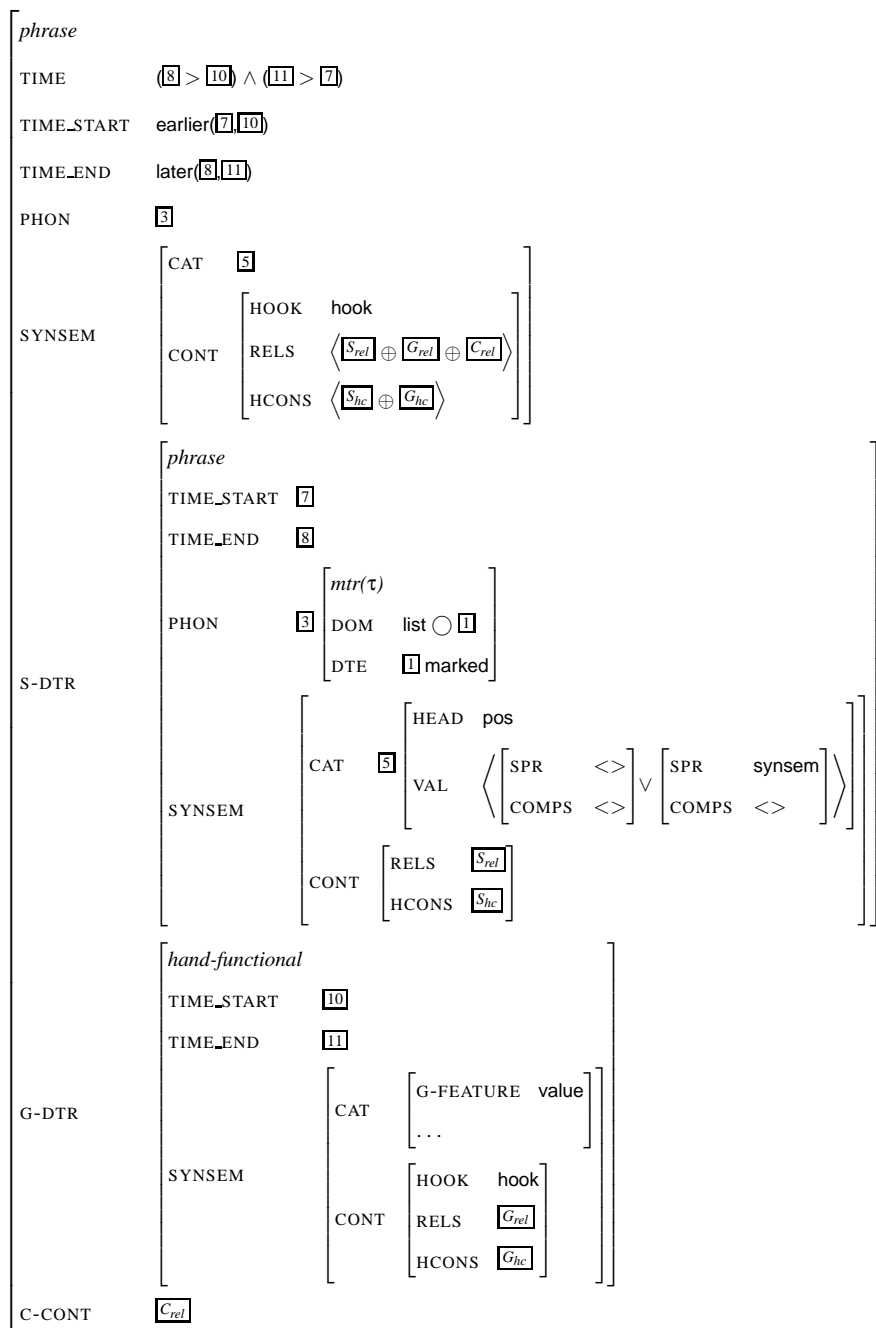 phrase
TIME (8 > 10) ∧ (11 > 7)
TIME_START earlier(7,10)
TIME_END later(8,11)
PHON 3
SYNSEM
CAT 5
CONT
HOOK hook
RELS ⟨S_rel ⊕ G_rel ⊕ C_rel⟩
HCONS ⟨S_hc ⊕ G_hc⟩
S-DTR
phrase
TIME_START 7
TIME_END 8
PHON 3
mtr(τ)
DOM list ◯ 1
DTE 1 marked
SYNSEM
CAT 5
HEAD pos
VAL ⟨[SPR <> COMPS <>] ∨ [SPR synsem COMPS <>]⟩
CONT
RELS S_rel
HCONS S_hc
G-DTR
hand-functional
TIME_START 10
TIME_END 11
SYNSEM
CAT
G-FEATURE value
...
CONT
HOOK hook
RELS G_rel
HCONS G_hc
C-CONT C_rel